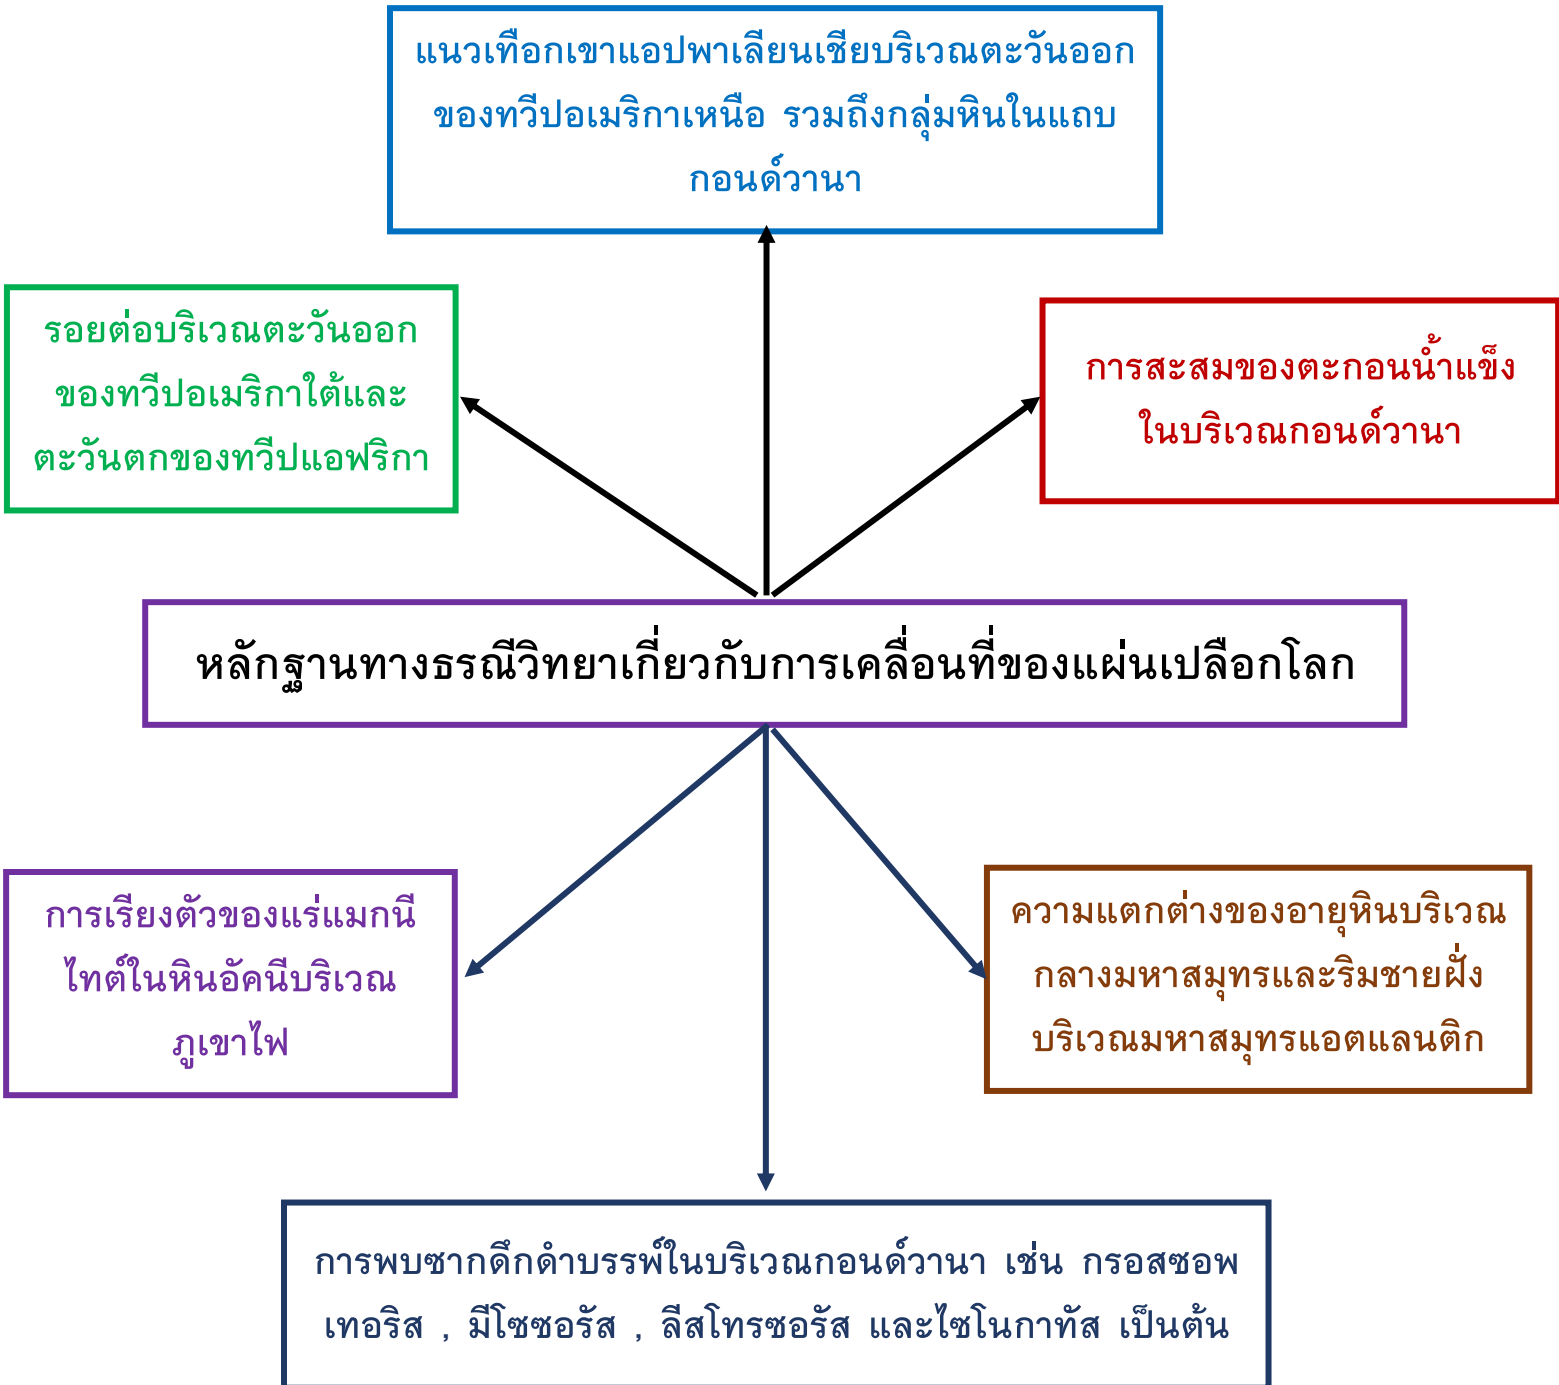 แนวเทือกเขาแอปพาเลียนเชียบริเวณตะวันออก
ของทวีปอเมริกาเหนือ รวมถึงกลุ่มหินในแถบ
กอนด์วานา
รอยต่อบริเวณตะวันออก
ของทวีปอเมริกาใต้และ
ตะวันตกของทวีปแอฟริกา
การสะสมของตะกอนน้ำแข็ง
ในบริเวณกอนด์วานา
หลักฐานทางธรณีวิทยาเกี่ยวกับการเคลื่อนที่ของแผ่นเปลือกโลก
การเรียงตัวของแร่แมกนี
ไทต์ในหินอัคนีบริเวณ
ภูเขาไฟ
ความแตกต่างของอายุหินบริเวณ
กลางมหาสมุทรและริมชายฝั่ง
บริเวณมหาสมุทรแอตแลนติก
การพบซากดึกดำบรรพ์ในบริเวณกอนด์วานา เช่น กรอสซอพ
เทอริส , มีโซซอรัส , ลีสโทรซอรัส และไซโนกาทัส เป็นต้น